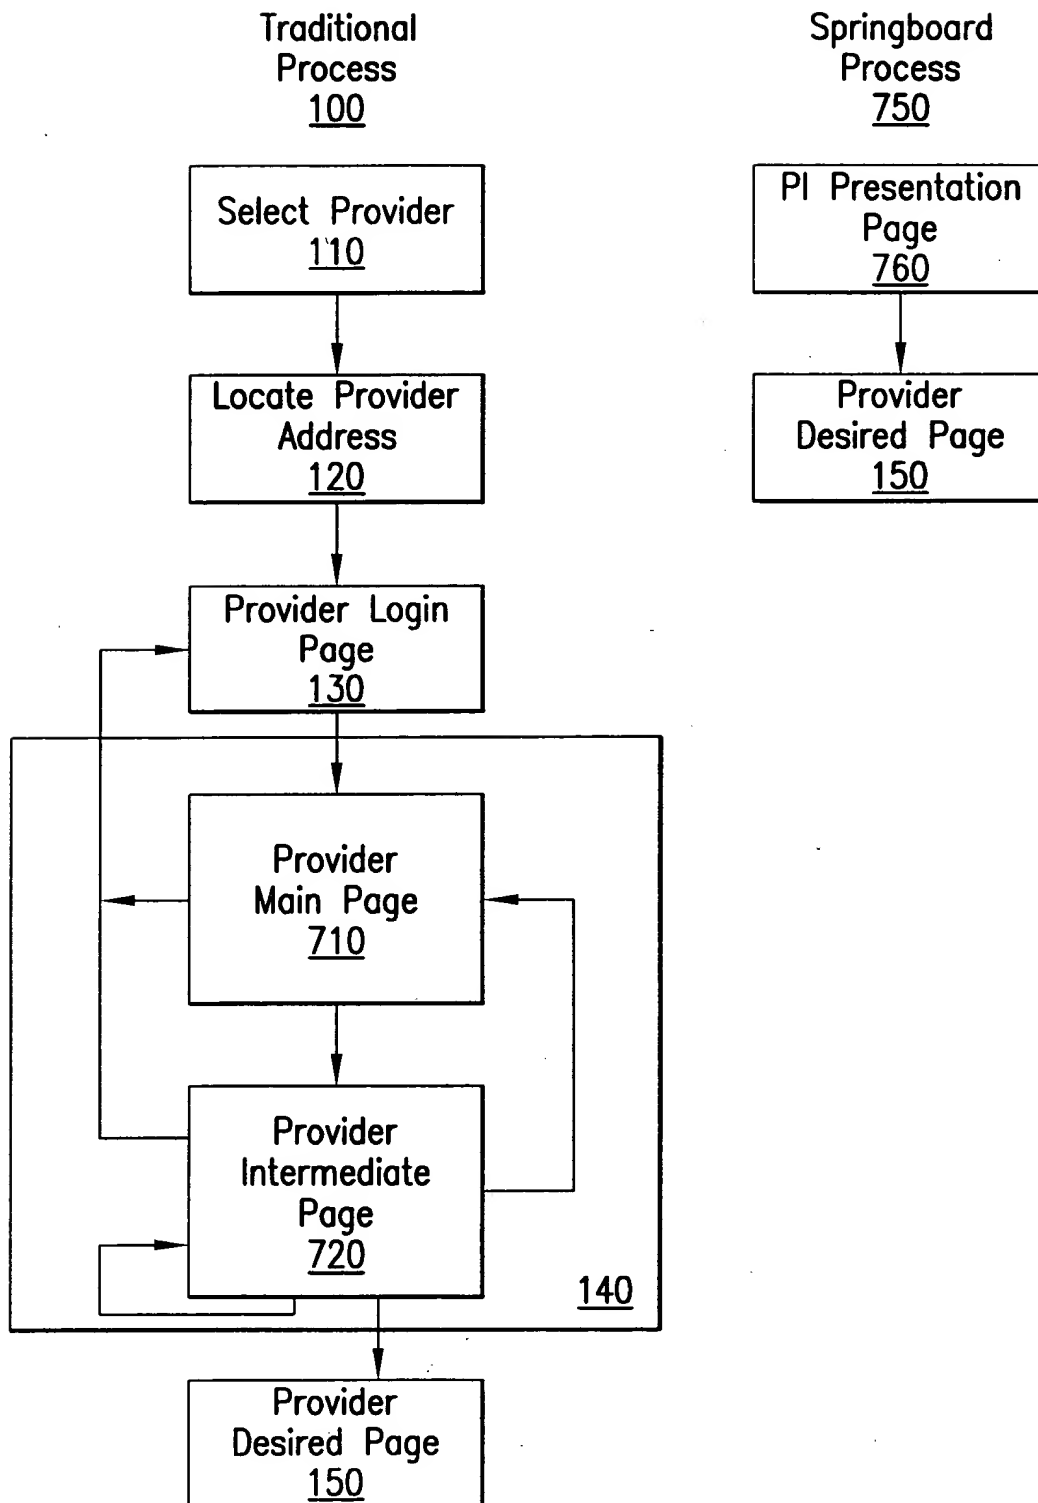 Traditional
Process
100
Select Provider
110
Locate Provider
Address
120
Provider Login
Page
130
Provider
Main Page
710
Provider
Intermediate
Page
720
140
Provider
Desired Page
150
Springboard
Process
750
PI Presentation
Page
760
Provider
Desired Page
150